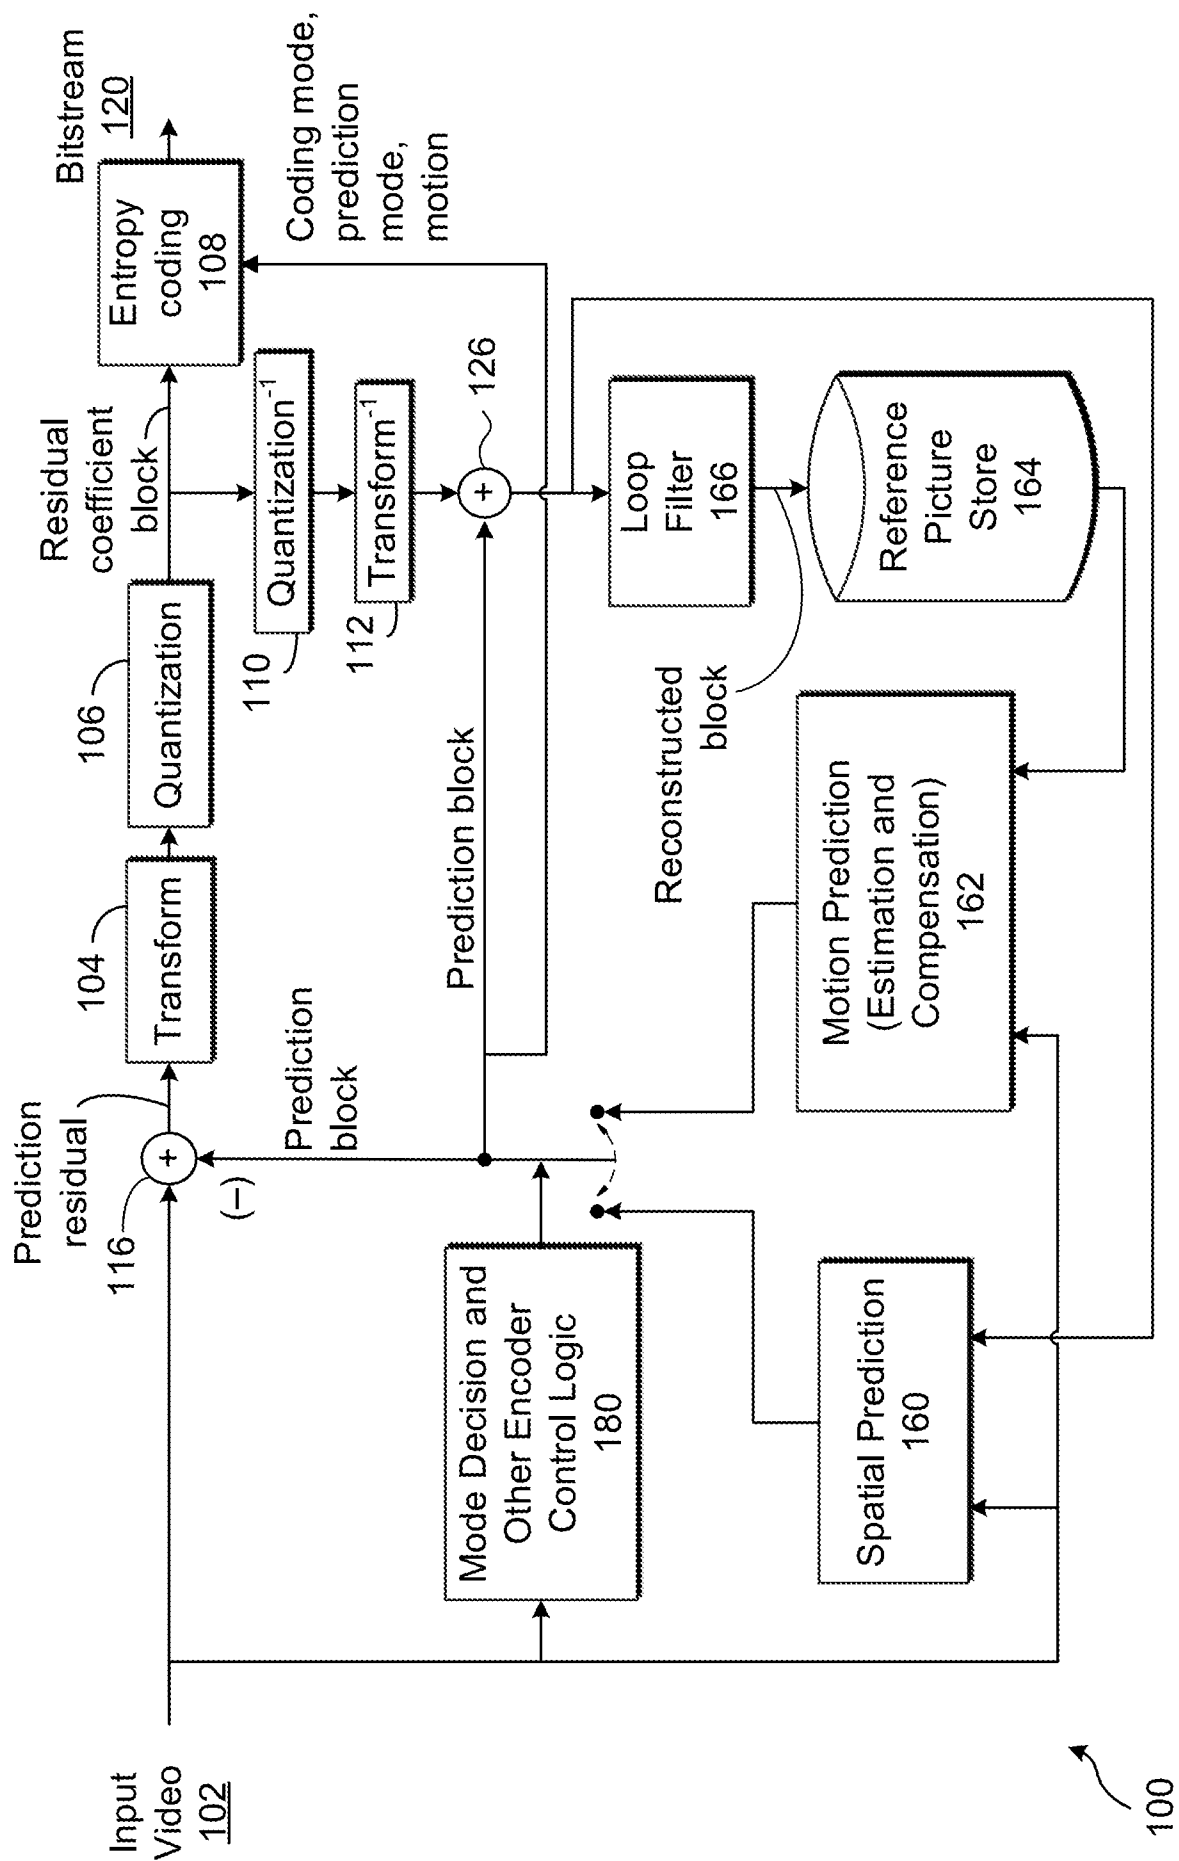 Input
Video
102
Prediction
residual
116
(–)
104
Transform
106
Quantization
Residual
coefficient
block
Entropy
coding
108
Bitstream
120
Coding mode,
prediction
mode,
motion
110
Quantization⁻¹
112
Transform⁻¹
126
Prediction
block
Prediction block
Mode Decision and
Other Encoder
Control Logic
180
Reconstructed
block
Loop
Filter
166
Reference
Picture
Store
164
Spatial Prediction
160
Motion Prediction
(Estimation and
Compensation)
162
100
+
+